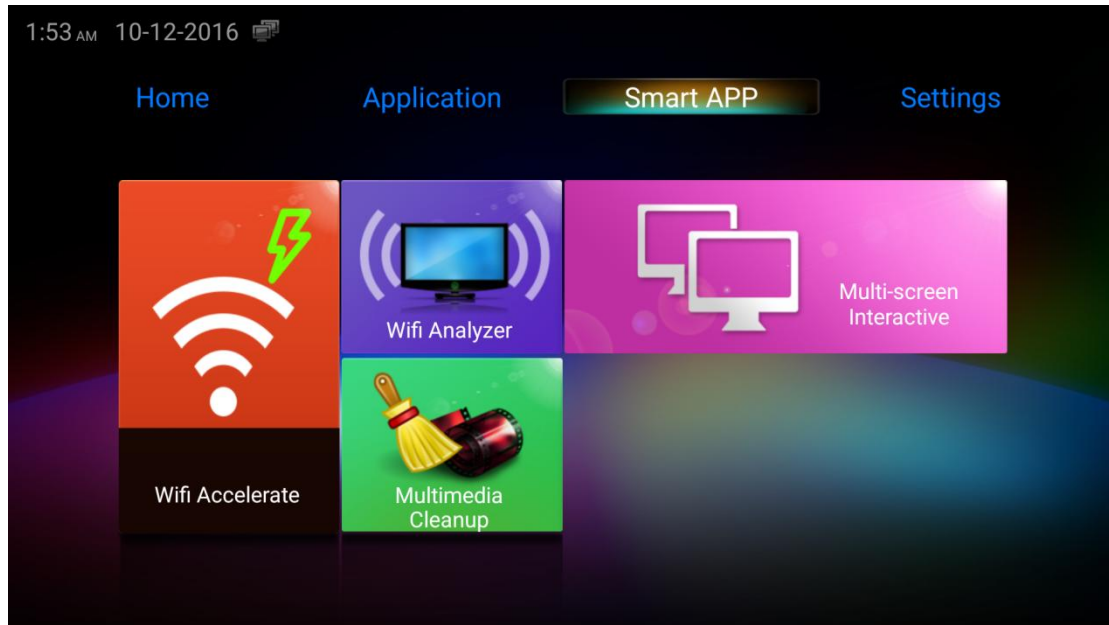 1:53 AM 10-12-2016
Home Application Smart APP Settings
Wifi Accelerate
Wifi Analyzer
Multimedia
Cleanup
Multi-screen
Interactive